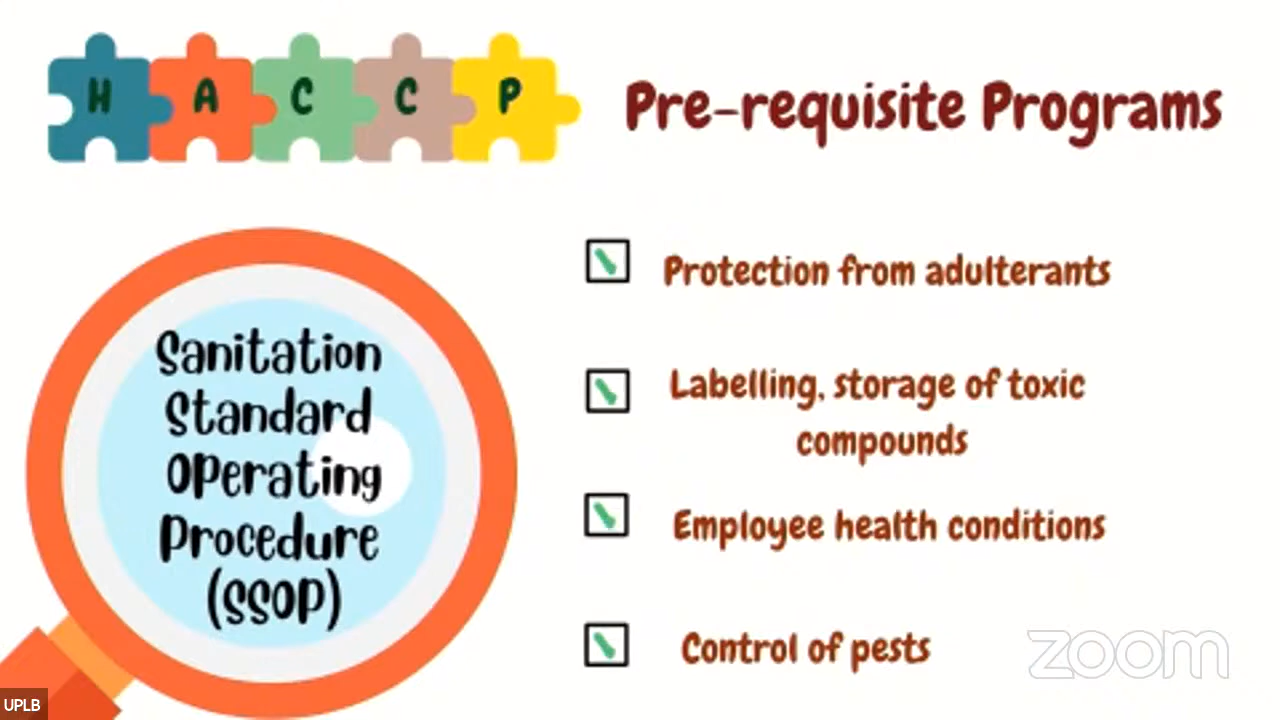 H A C C P
Pre-requisite Programs
Sanitation
Standard
Operating
Procedure
(SSOP)
Protection from adulterants
Labelling, storage of toxic
compounds
Employee health conditions
Control of pests
zoom
UPLB